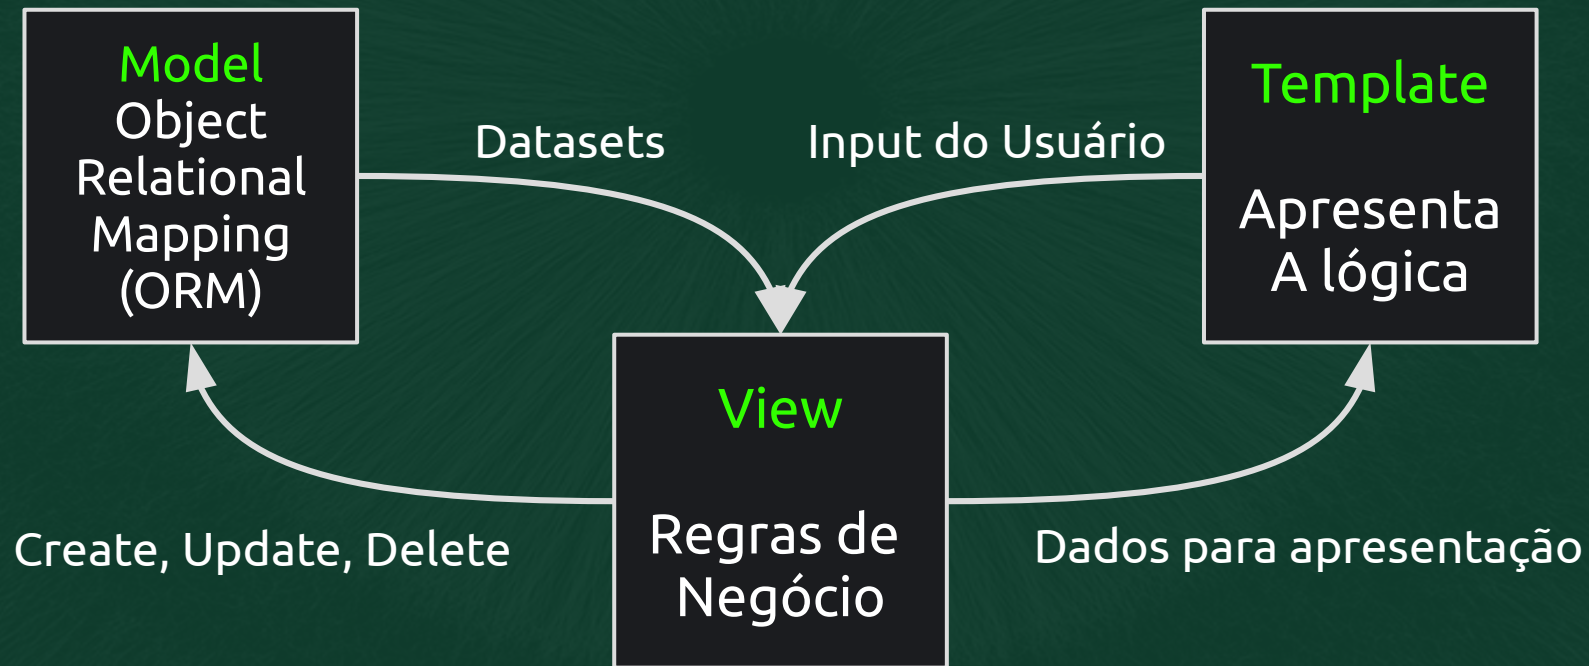 Model
Object
Relational
Mapping
(ORM)
Datasets
Input do Usuário
Template
Apresenta
A lógica
View
Regras de
Negócio
Create, Update, Delete
Dados para apresentação